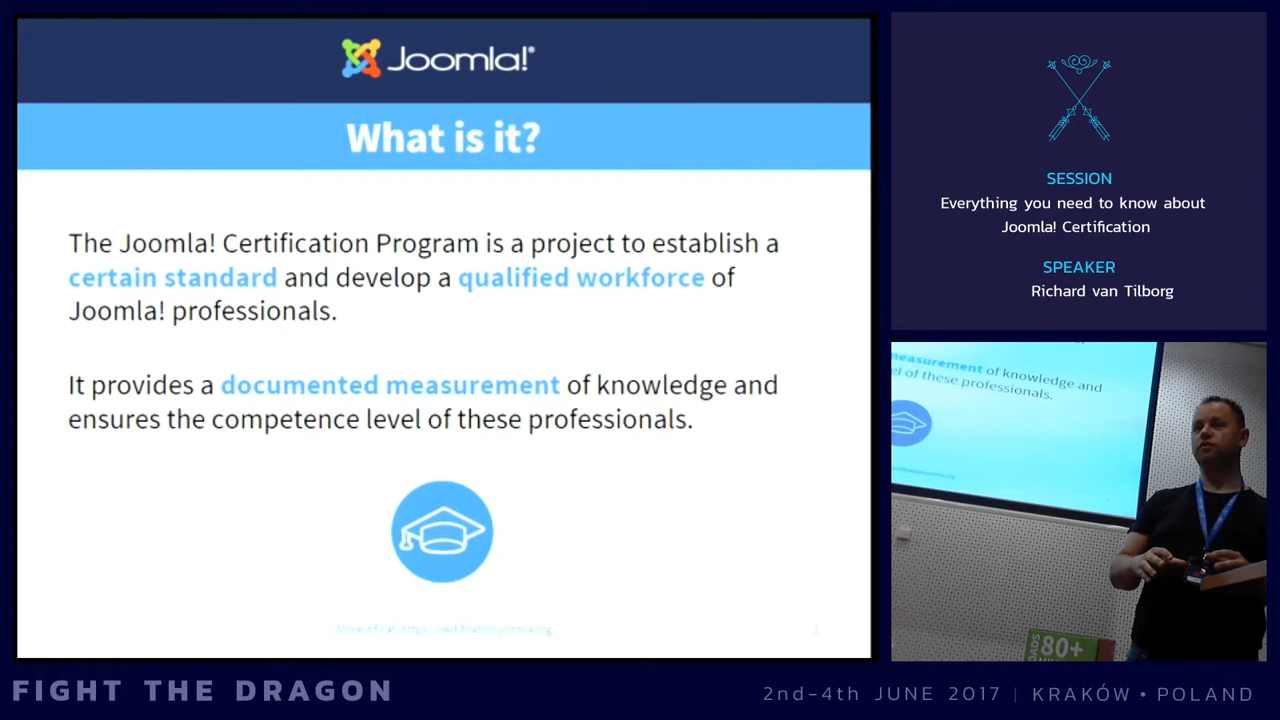 Joomla!®
What is it?
The Joomla! Certification Program is a project to establish a
certain standard and develop a qualified workforce of
Joomla! professionals.
It provides a documented measurement of knowledge and
ensures the competence level of these professionals.
3
SESSION
Everything you need to know about
Joomla! Certification
SPEAKER
Richard van Tilborg
measurement of knowledge and
el of these professionals.
80+
FIGHT THE DRAGON
2nd-4th JUNE 2017 | KRAKÓW • POLAND